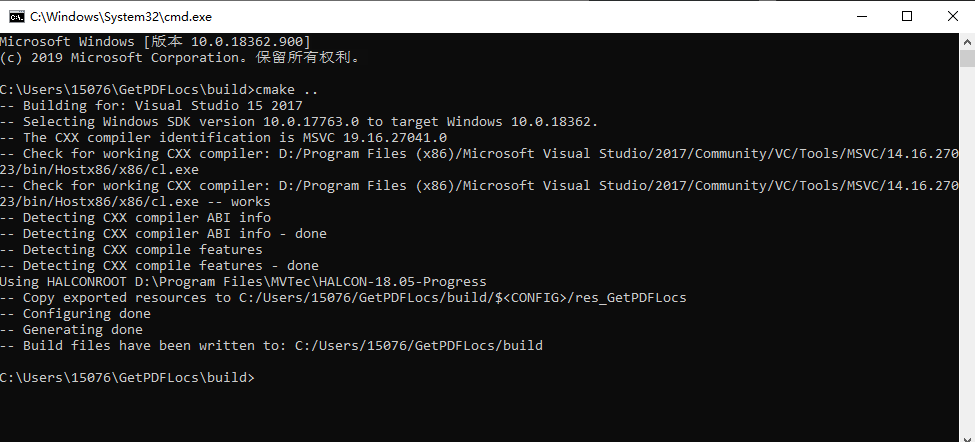 C:\Windows\System32\cmd.exe
Microsoft Windows [版本 10.0.18362.900]
(c) 2019 Microsoft Corporation。保留所有权利。
C:\Users\15076\GetPDFLocs\build>cmake ..
-- Building for: Visual Studio 15 2017
-- Selecting Windows SDK version 10.0.17763.0 to target Windows 10.0.18362.
-- The CXX compiler identification is MSVC 19.16.27041.0
-- Check for working CXX compiler: D:/Program Files (x86)/Microsoft Visual Studio/2017/Community/VC/Tools/MSVC/14.16.270
23/bin/Hostx86/x86/cl.exe
-- Check for working CXX compiler: D:/Program Files (x86)/Microsoft Visual Studio/2017/Community/VC/Tools/MSVC/14.16.270
23/bin/Hostx86/x86/cl.exe -- works
-- Detecting CXX compiler ABI info
-- Detecting CXX compiler ABI info - done
-- Detecting CXX compile features
-- Detecting CXX compile features - done
Using HALCONROOT D:\Program Files\MVTec\HALCON-18.05-Progress
-- Copy exported resources to C:/Users/15076/GetPDFLocs/build/$<CONFIG>/res_GetPDFLocs
-- Configuring done
-- Generating done
-- Build files have been written to: C:/Users/15076/GetPDFLocs/build
C:\Users\15076\GetPDFLocs\build>